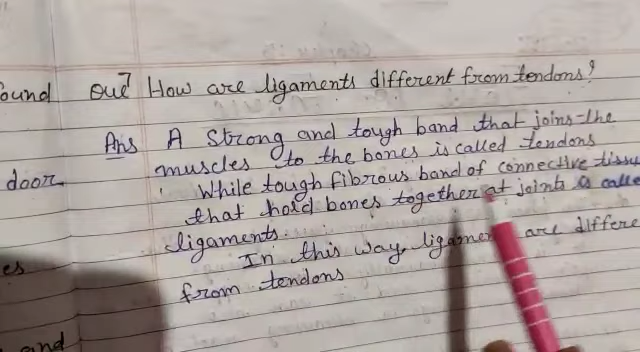 ound Que7 How are ligaments different from tendons?
Ans A strong and tough band that joins the
muscles to the bones is called tendons
door
While tough fibrous band of connective tissu
that hold bones together at joints is calle
ligaments.
In this way, ligamen are differe
es
from tendons
and